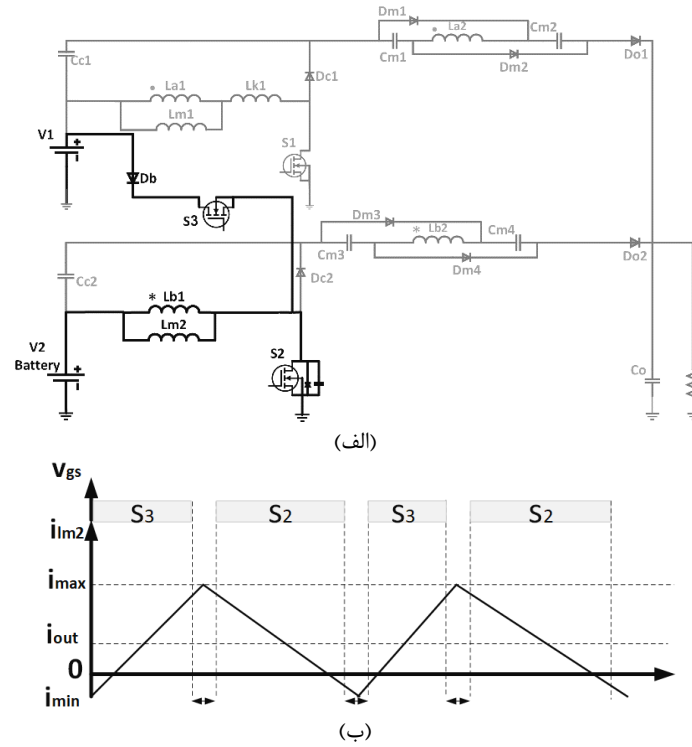 Dm1
La2
Cm2
Cc1
Cm1
Dm2
Do1
Dc1
La1
Lk1
Lm1
V1
S1
Db
S3
Dm3
* Lb2
Cm4
Cm3
Dm4
Do2
Cc2
Dc2
* Lb1
Lm2
V2
Battery
S2
Co
(الف)
vgs
S3
S2
S3
S2
ilm2
imax
iout
0
imin
(ب)